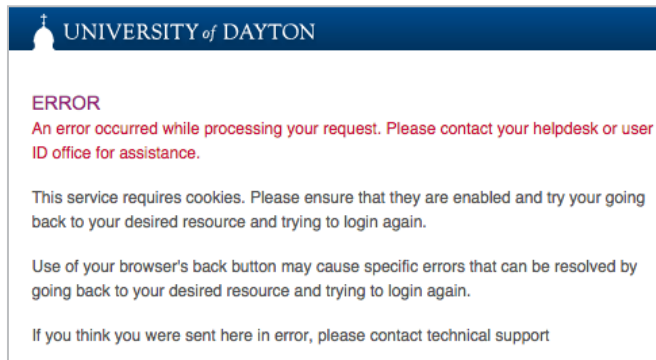 UNIVERSITY of DAYTON
ERROR
An error occurred while processing your request. Please contact your helpdesk or user
ID office for assistance.
This service requires cookies. Please ensure that they are enabled and try your going
back to your desired resource and trying to login again.
Use of your browser's back button may cause specific errors that can be resolved by
going back to your desired resource and trying to login again.
If you think you were sent here in error, please contact technical support